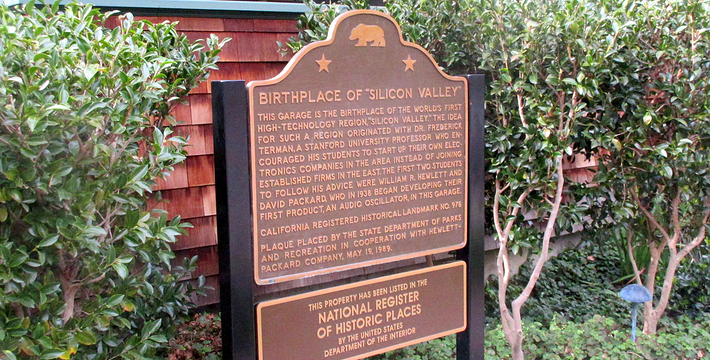 BIRTHPLACE OF "SILICON VALLEY"
THIS GARAGE IS THE BIRTHPLACE OF THE WORLD'S FIRST
HIGH-TECHNOLOGY REGION, "SILICON VALLEY." THE IDEA
FOR SUCH A REGION ORIGINATED WITH DR. FREDERICK
TERMAN, A STANFORD UNIVERSITY PROFESSOR WHO EN-
COURAGED HIS STUDENTS TO START UP THEIR OWN ELEC-
TRONICS COMPANIES IN THE AREA INSTEAD OF JOINING
ESTABLISHED FIRMS IN THE EAST. THE FIRST TWO STUDENTS
TO FOLLOW HIS ADVICE WERE WILLIAM R. HEWLETT AND
DAVID PACKARD, WHO IN 1938 BEGAN DEVELOPING THEIR
FIRST PRODUCT, AN AUDIO OSCILLATOR, IN THIS GARAGE.
CALIFORNIA REGISTERED HISTORICAL LANDMARK NO. 976
PLAQUE PLACED BY THE STATE DEPARTMENT OF PARKS
AND RECREATION IN COOPERATION WITH HEWLETT-
PACKARD COMPANY, MAY 19, 1989.
THIS PROPERTY HAS BEEN LISTED IN THE
NATIONAL REGISTER
OF HISTORIC PLACES
BY THE UNITED STATES
DEPARTMENT OF THE INTERIOR